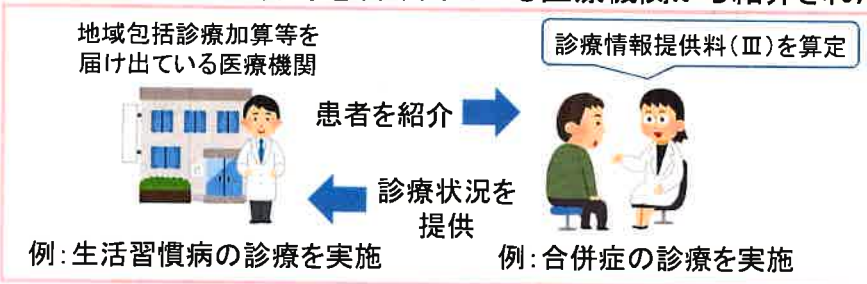 地域包括診療加算等を
届け出ている医療機関
診療情報提供料(Ⅲ)を算定
患者を紹介
診療状況を
提供
例:生活習慣病の診療を実施
例:合併症の診療を実施